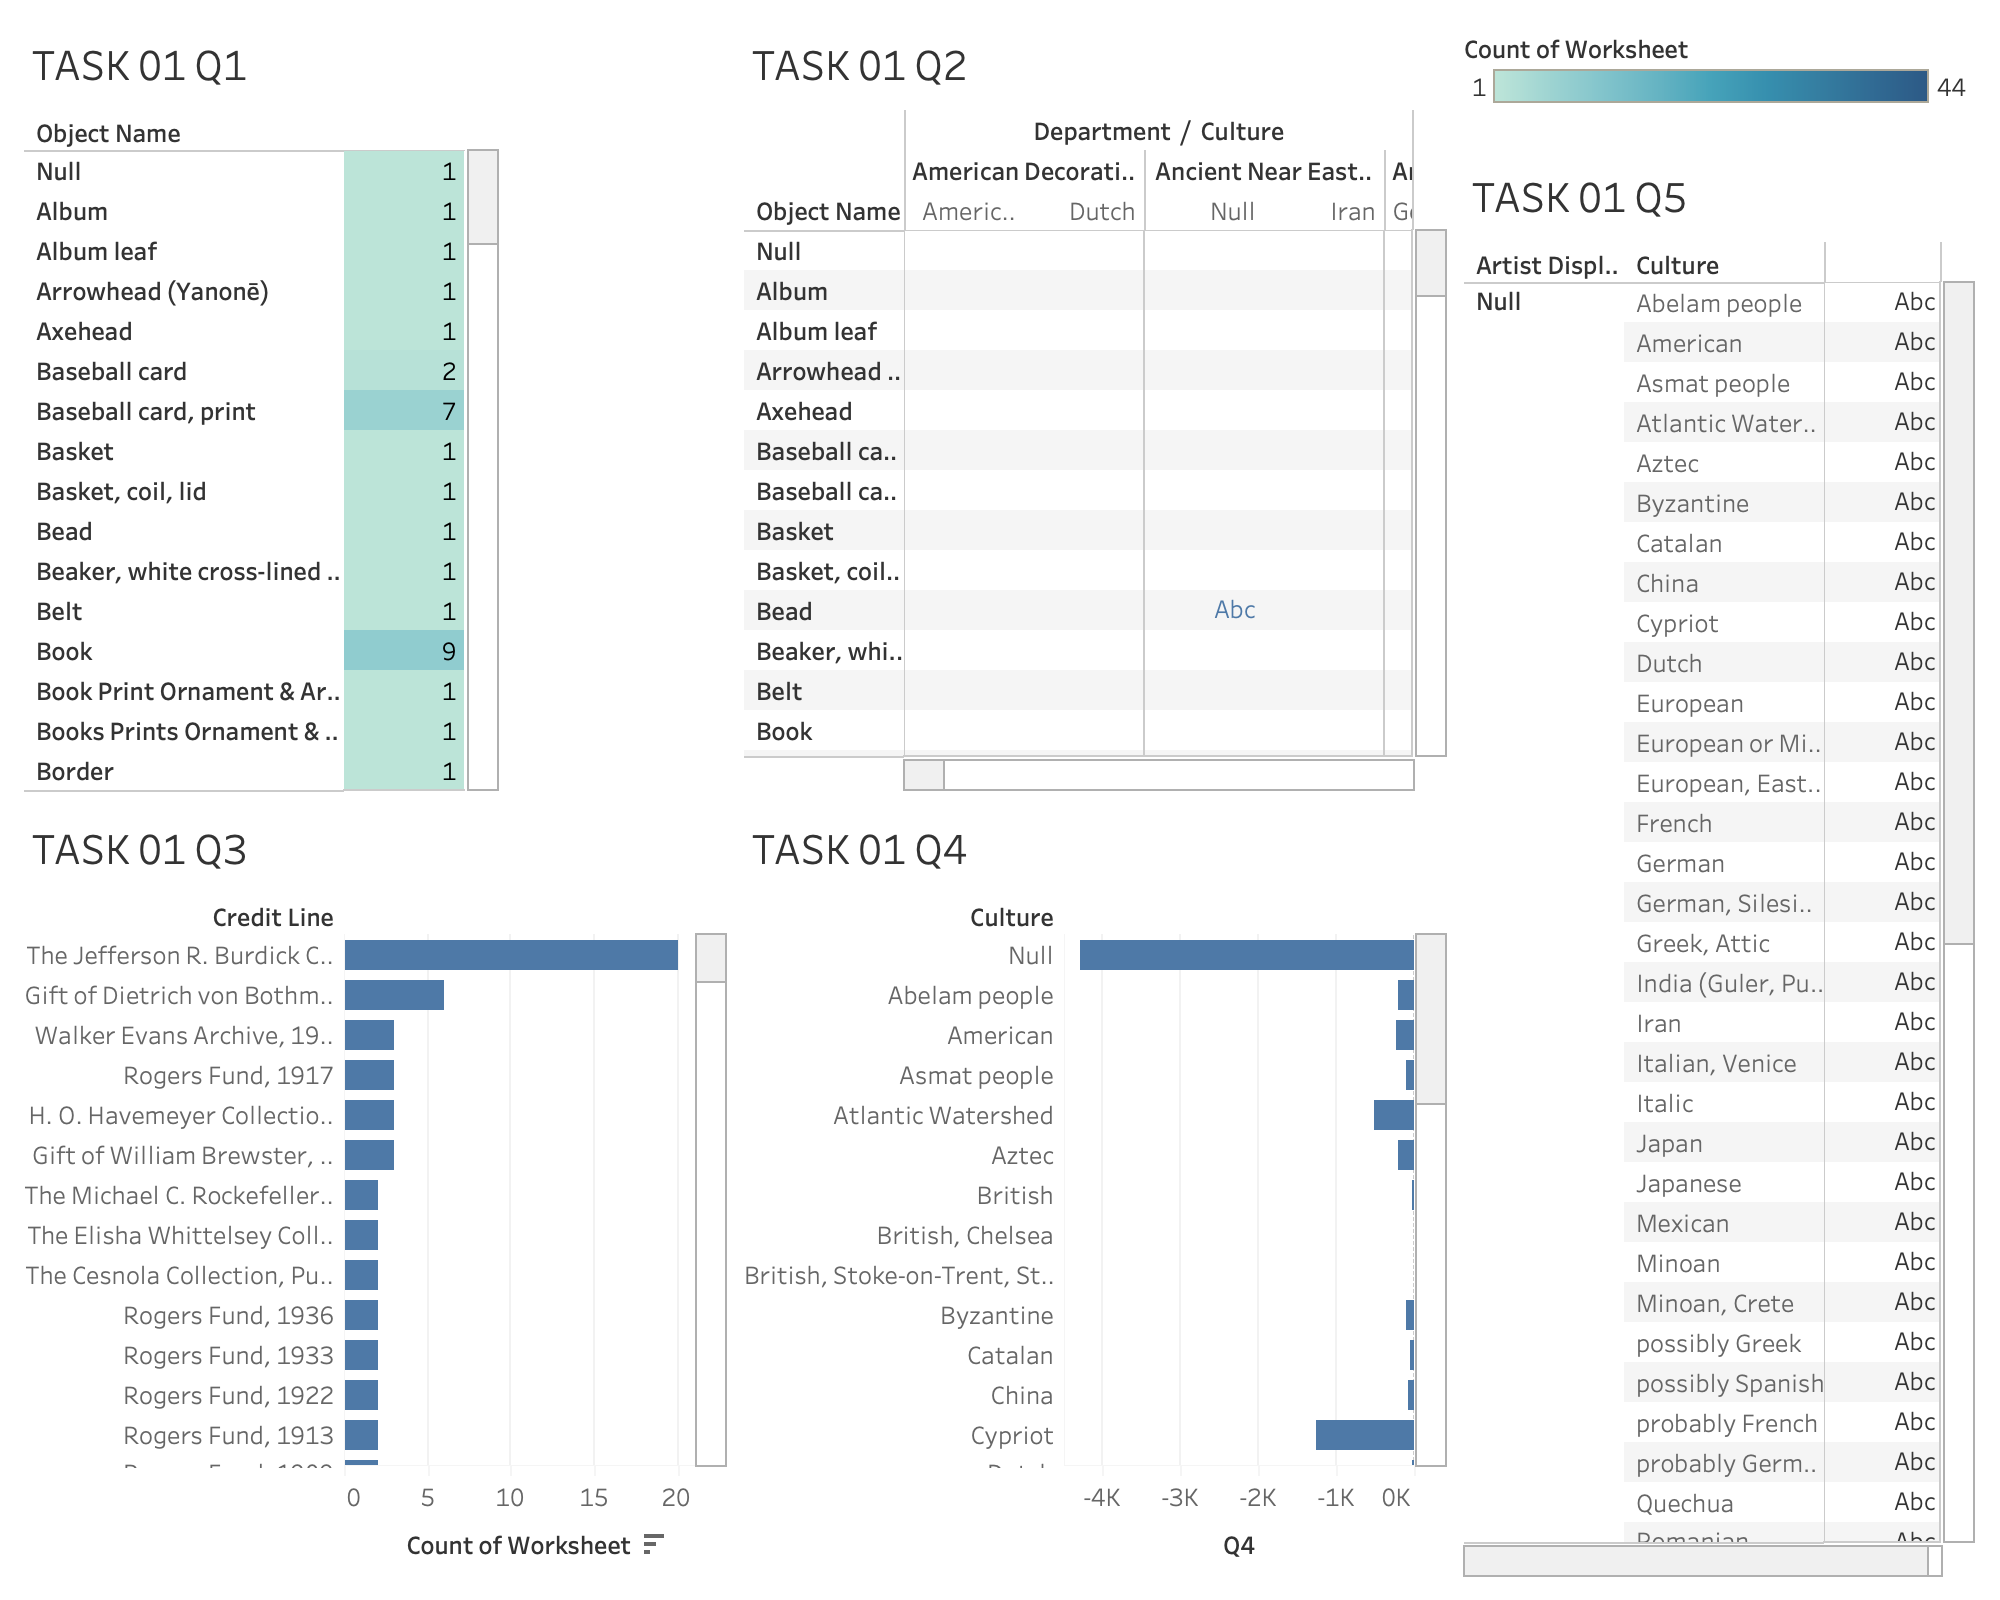 TASK 01 Q1
Object Name
Null 1
Album 1
Album leaf 1
Arrowhead (Yanonē) 1
Axehead 1
Baseball card 2
Baseball card, print 7
Basket 1
Basket, coil, lid 1
Bead 1
Beaker, white cross-lined .. 1
Belt 1
Book 9
Book Print Ornament & Ar.. 1
Books Prints Ornament & .. 1
Border 1
TASK 01 Q2
Department / Culture
American Decorati.. Ancient Near East..
Object Name Americ.. Dutch Null Iran
Null
Album
Album leaf
Arrowhead ..
Axehead
Baseball ca..
Baseball ca..
Basket
Basket, coil..
Bead Abc
Beaker, whi..
Belt
Book
Count of Worksheet
1 44
TASK 01 Q5
Artist Displ.. Culture
Null Abelam people Abc
American Abc
Asmat people Abc
Atlantic Water.. Abc
Aztec Abc
Byzantine Abc
Catalan Abc
China Abc
Cypriot Abc
Dutch Abc
European Abc
European or Mi.. Abc
European, East.. Abc
French Abc
German Abc
German, Silesi.. Abc
Greek, Attic Abc
India (Guler, Pu.. Abc
Iran Abc
Italian, Venice Abc
Italic Abc
Japan Abc
Japanese Abc
Mexican Abc
Minoan Abc
Minoan, Crete Abc
possibly Greek Abc
possibly Spanish Abc
probably French Abc
probably Germ.. Abc
Quechua Abc
TASK 01 Q3
Credit Line
The Jefferson R. Burdick C..
Gift of Dietrich von Bothm..
Walker Evans Archive, 19..
Rogers Fund, 1917
H. O. Havemeyer Collectio..
Gift of William Brewster, ..
The Michael C. Rockefeller..
The Elisha Whittelsey Coll..
The Cesnola Collection, Pu..
Rogers Fund, 1936
Rogers Fund, 1933
Rogers Fund, 1922
Rogers Fund, 1913
0 5 10 15 20
Count of Worksheet
TASK 01 Q4
Culture
Null
Abelam people
American
Asmat people
Atlantic Watershed
Aztec
British
British, Chelsea
British, Stoke-on-Trent, St..
Byzantine
Catalan
China
Cypriot
-4K -3K -2K -1K 0K
Q4